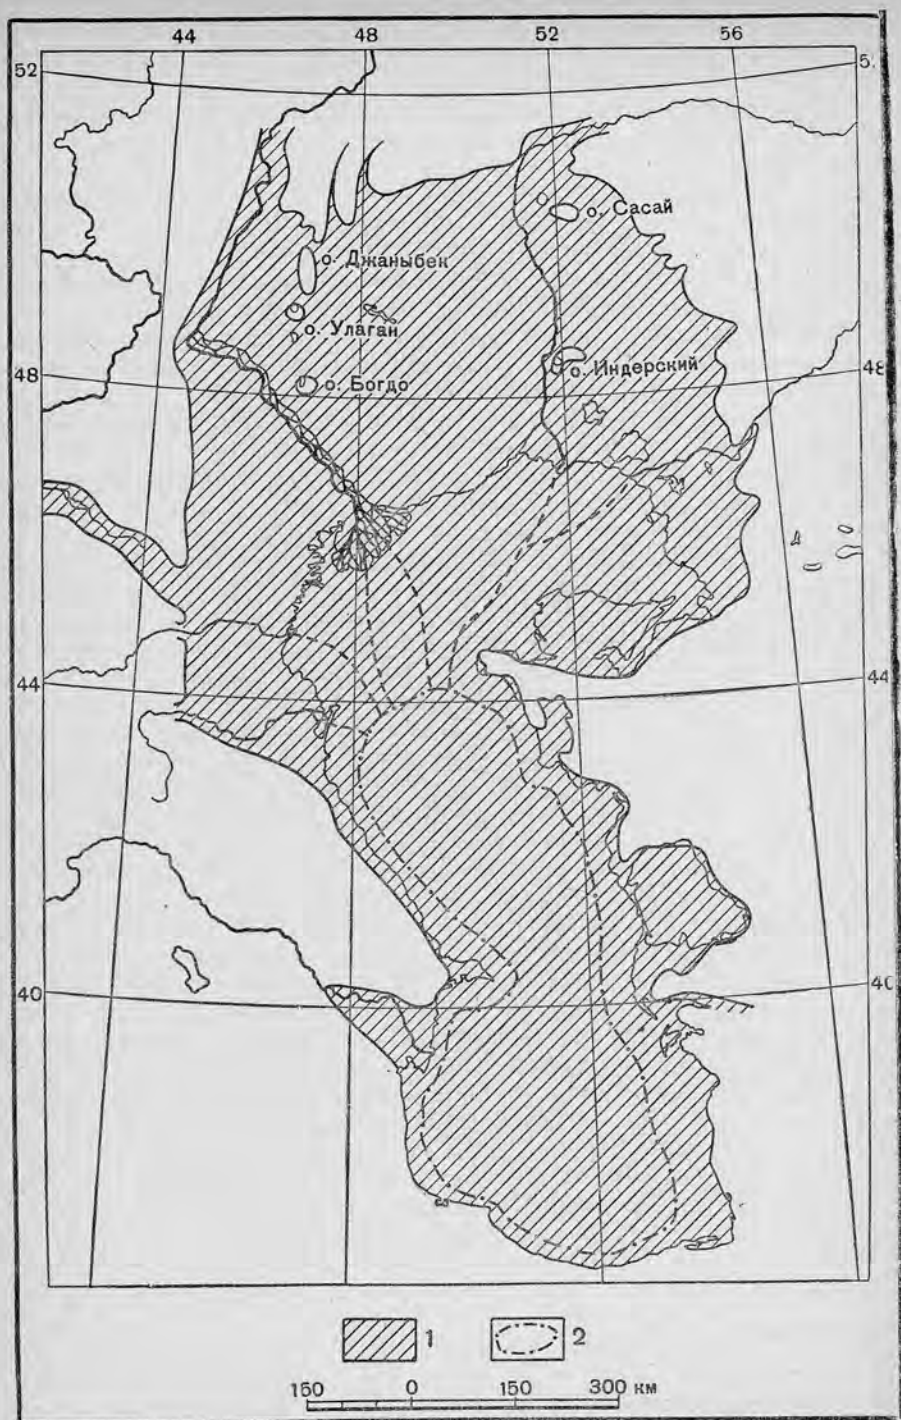 44 48 52 56
52 5.
о. Сасай
о. Джаныбек
о. Улаган
о. Индерский
48 48
о. Богдо
44 44
40 40
1 2
150 0 150 300 км